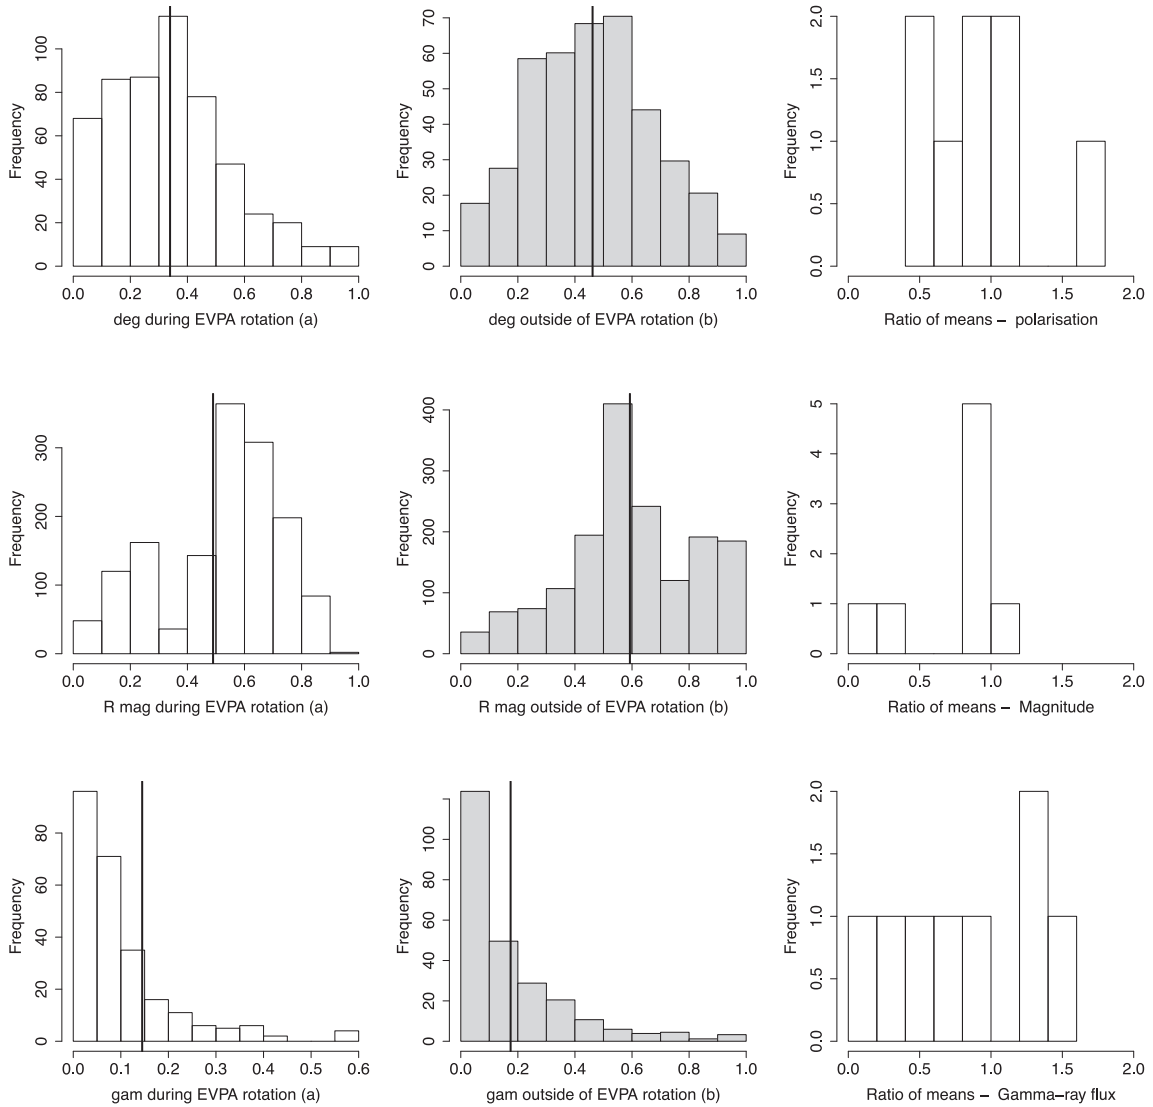 Frequency
0 20 40 60 80 100
0.0 0.2 0.4 0.6 0.8 1.0
deg during EVPA rotation (a)
Frequency
0 10 20 30 40 50 60 70
0.0 0.2 0.4 0.6 0.8 1.0
deg outside of EVPA rotation (b)
Frequency
0.0 0.5 1.0 1.5 2.0
0.0 0.5 1.0 1.5 2.0
Ratio of means – polarisation
Frequency
0 100 200 300
0.0 0.2 0.4 0.6 0.8 1.0
R mag during EVPA rotation (a)
Frequency
0 100 200 300 400
0.0 0.2 0.4 0.6 0.8 1.0
R mag outside of EVPA rotation (b)
Frequency
0 1 2 3 4 5
0.0 0.5 1.0 1.5 2.0
Ratio of means – Magnitude
Frequency
0 20 40 60 80
0.0 0.1 0.2 0.3 0.4 0.5 0.6
gam during EVPA rotation (a)
Frequency
0 20 40 60 80 100
0.0 0.2 0.4 0.6 0.8 1.0
gam outside of EVPA rotation (b)
Frequency
0.0 0.5 1.0 1.5 2.0
0.0 0.5 1.0 1.5 2.0
Ratio of means – Gamma–ray flux